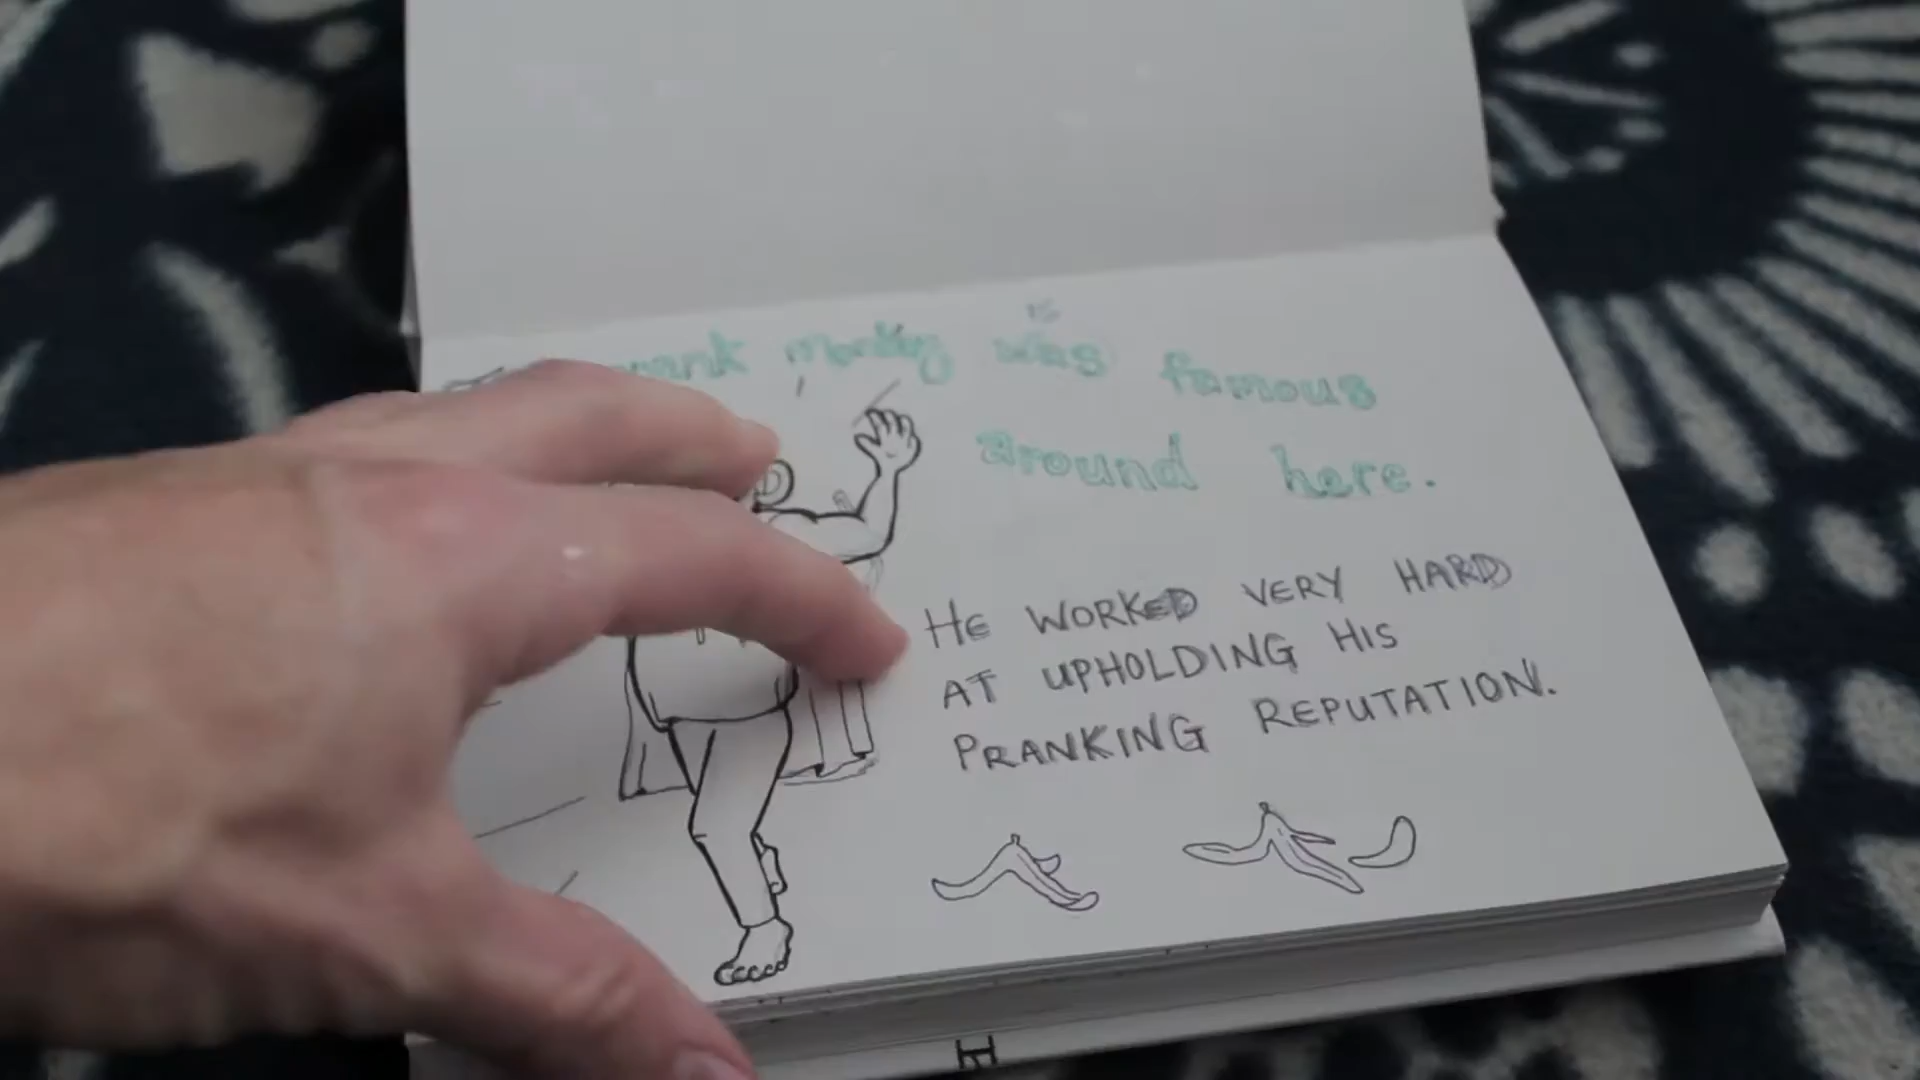 was famous
around here.
HE WORKED VERY HARD
AT UPHOLDING HIS
PRANKING REPUTATION.